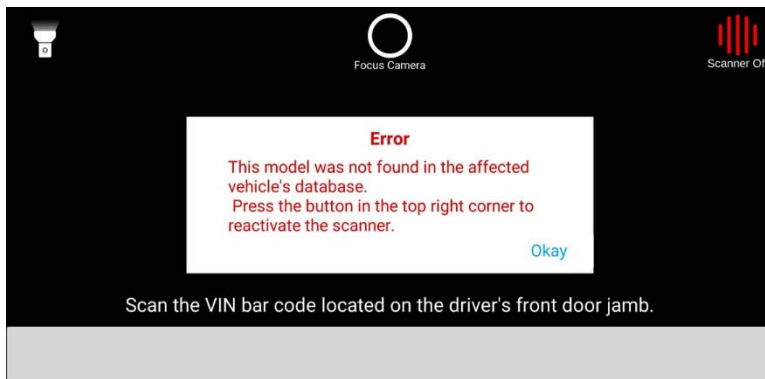 Focus Camera
Scanner Of
Error
This model was not found in the affected
vehicle's database.
Press the button in the top right corner to
reactivate the scanner.
Okay
Scan the VIN bar code located on the driver's front door jamb.